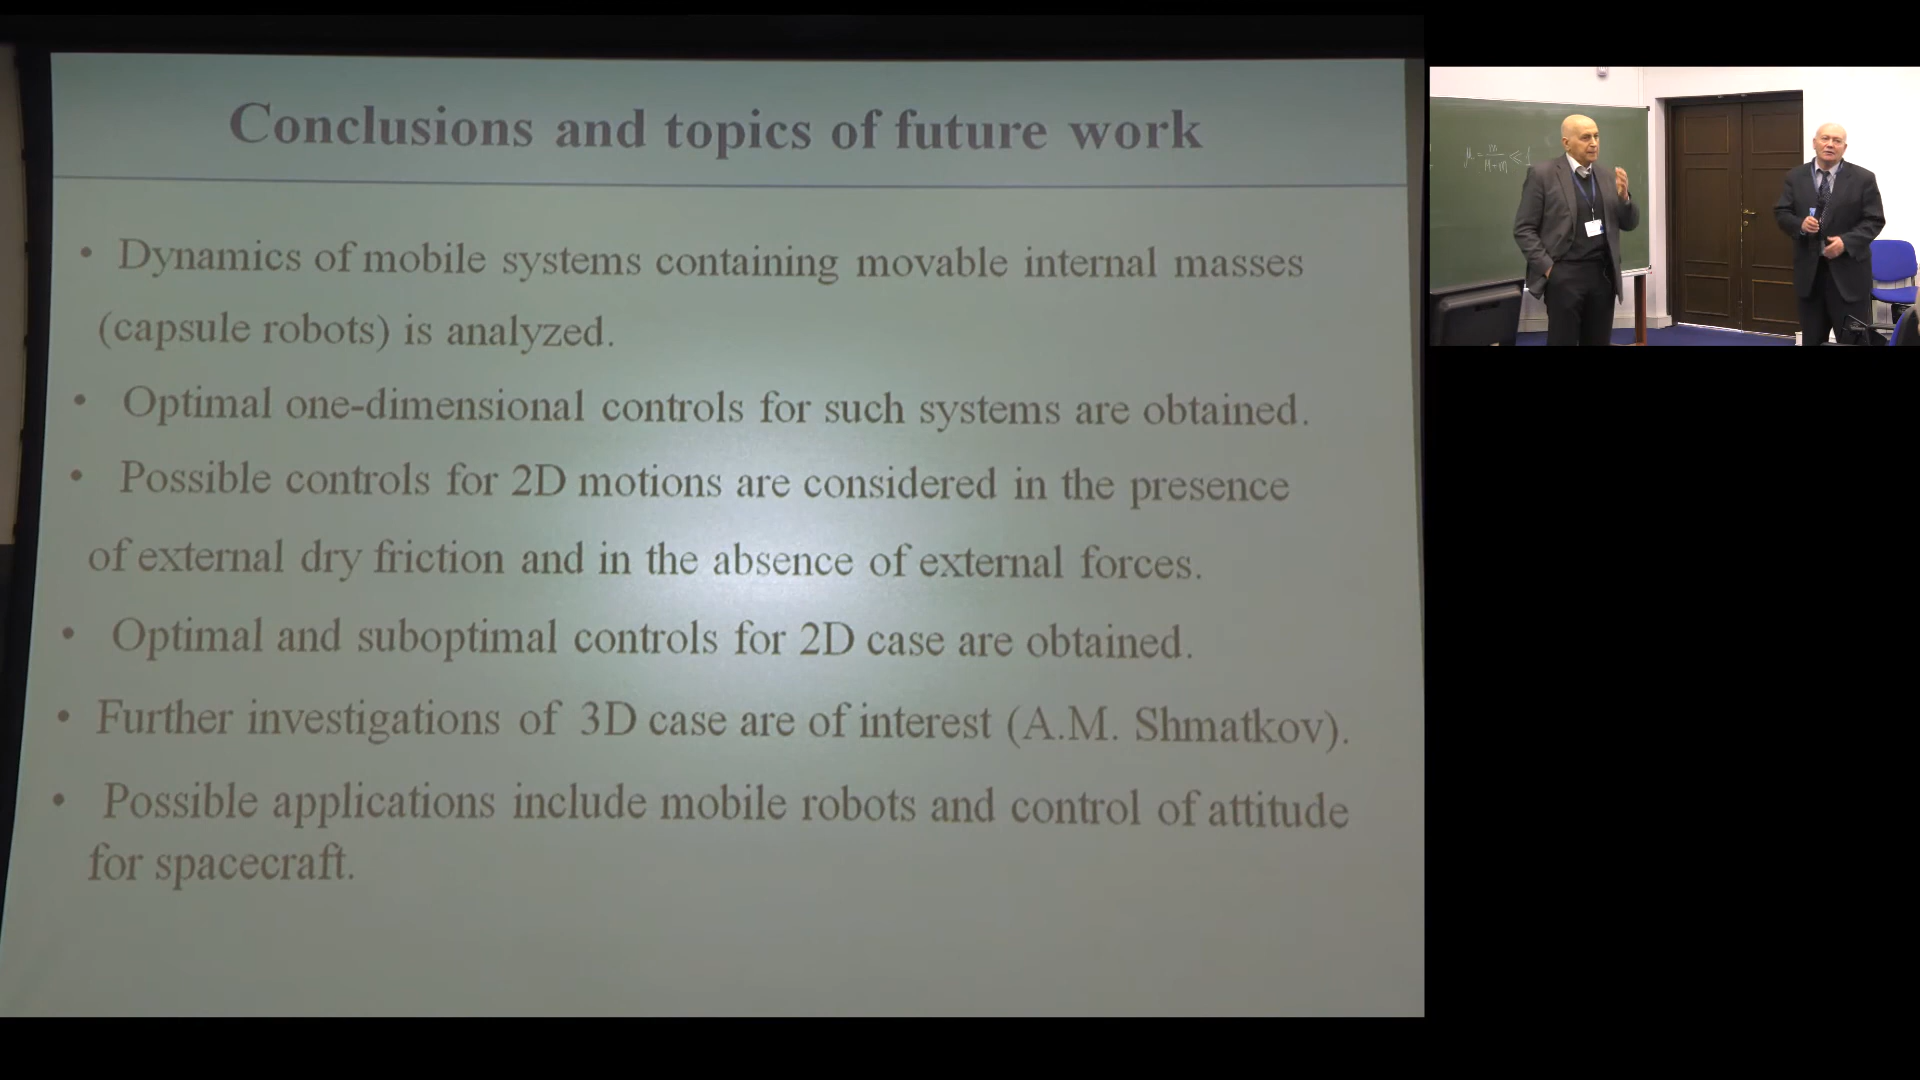 Conclusions and topics of future work
• Dynamics of mobile systems containing movable internal masses
(capsule robots) is analyzed.
• Optimal one-dimensional controls for such systems are obtained.
• Possible controls for 2D motions are considered in the presence
of external dry friction and in the absence of external forces.
• Optimal and suboptimal controls for 2D case are obtained.
• Further investigations of 3D case are of interest (A.M. Shmatkov).
• Possible applications include mobile robots and control of attitude
for spacecraft.
μ = m / M+m ≤ 1